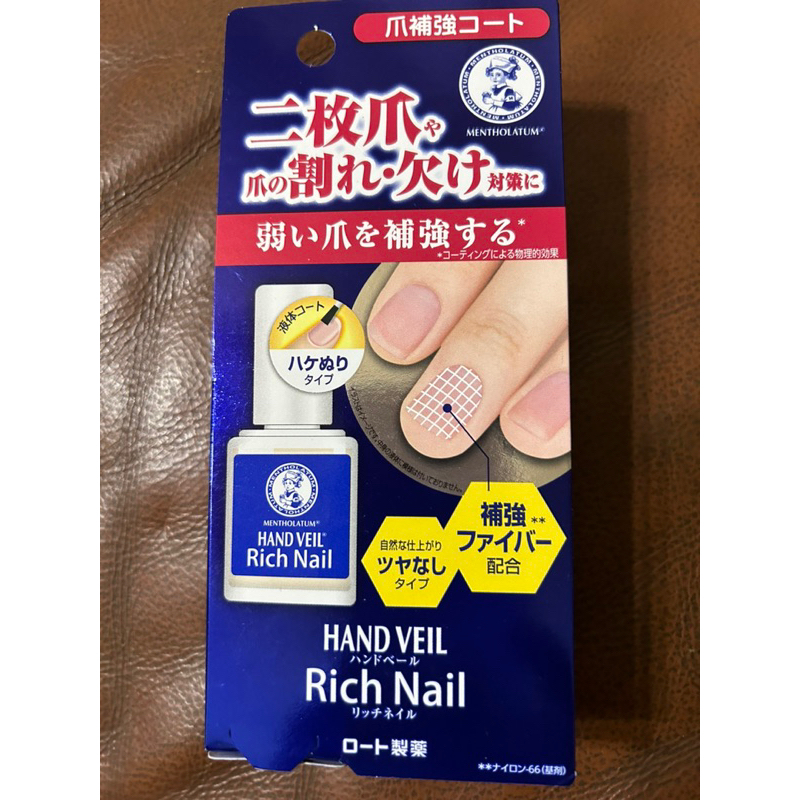 爪補強コート
MENTHOLATUM
MENTHOLATUM®
二枚爪や
爪の割れ・欠け対策に
弱い爪を補強する*
*コーティングによる物理的効果
液体コート
ハケぬり
タイプ
MENTHOLATUM
MENTHOLATUM®
HAND VEIL®
Rich Nail
自然な仕上がり
ツヤなし
タイプ
補強**
ファイバー
配合
HAND VEIL
ハンドベール
Rich Nail
リッチネイル
ロート製薬
**ナイロン-66(基剤)